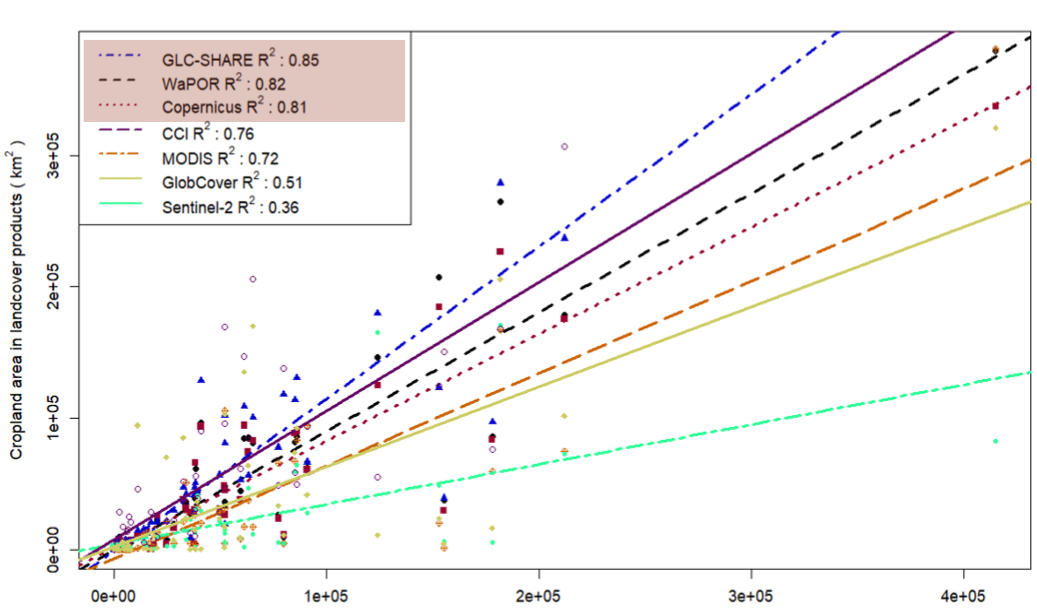 GLC-SHARE R² : 0.85
WaPOR R² : 0.82
Copernicus R² : 0.81
CCI R² : 0.76
MODIS R² : 0.72
GlobCover R² : 0.51
Sentinel-2 R² : 0.36
Cropland area in landcover products ( km² )
3e+05
2e+05
1e+05
0e+00
0e+00 1e+05 2e+05 3e+05 4e+05